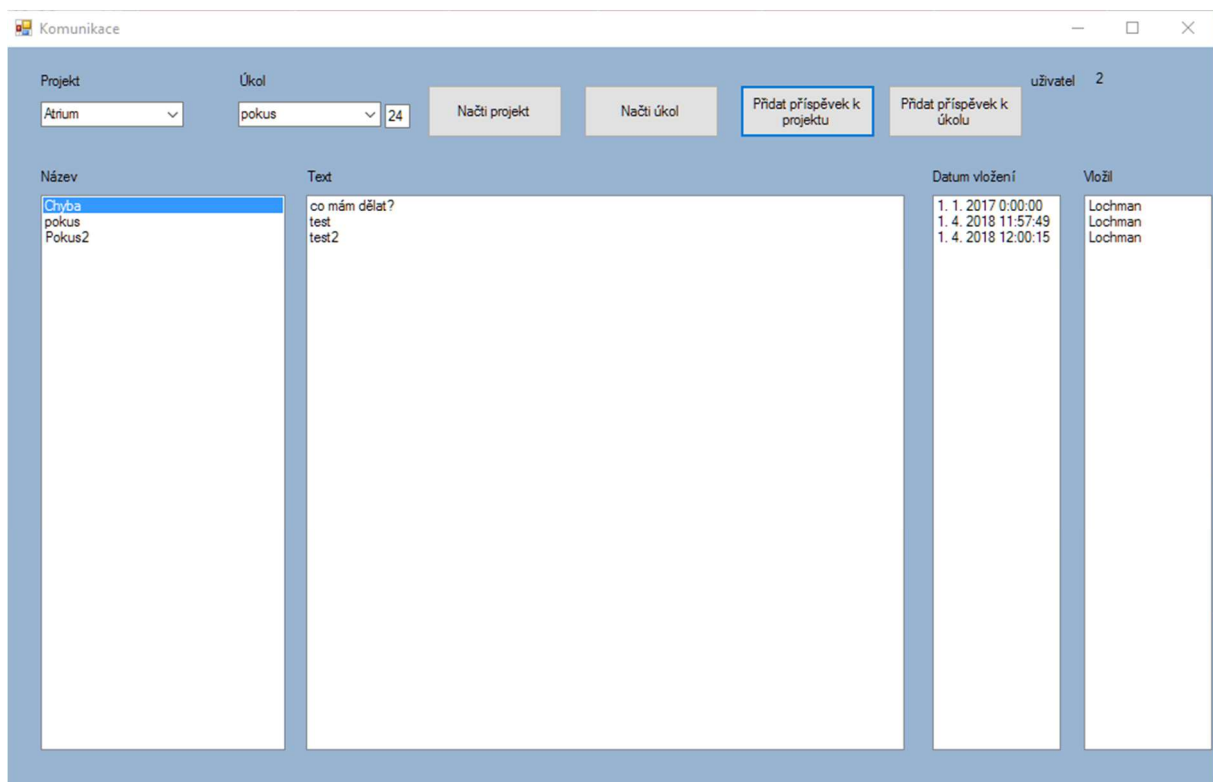 Komunikace
Projekt
Úkol
uživatel 2
Atrium
pokus
24
Načti projekt
Načti úkol
Přidat příspěvek k
projektu
Přidat příspěvek k
úkolu
Název
Text
Datum vložení
Vložil
Chyba
co mám dělat?
1. 1. 2017 0:00:00
Lochman
pokus
test
1. 4. 2018 11:57:49
Lochman
Pokus2
test2
1. 4. 2018 12:00:15
Lochman